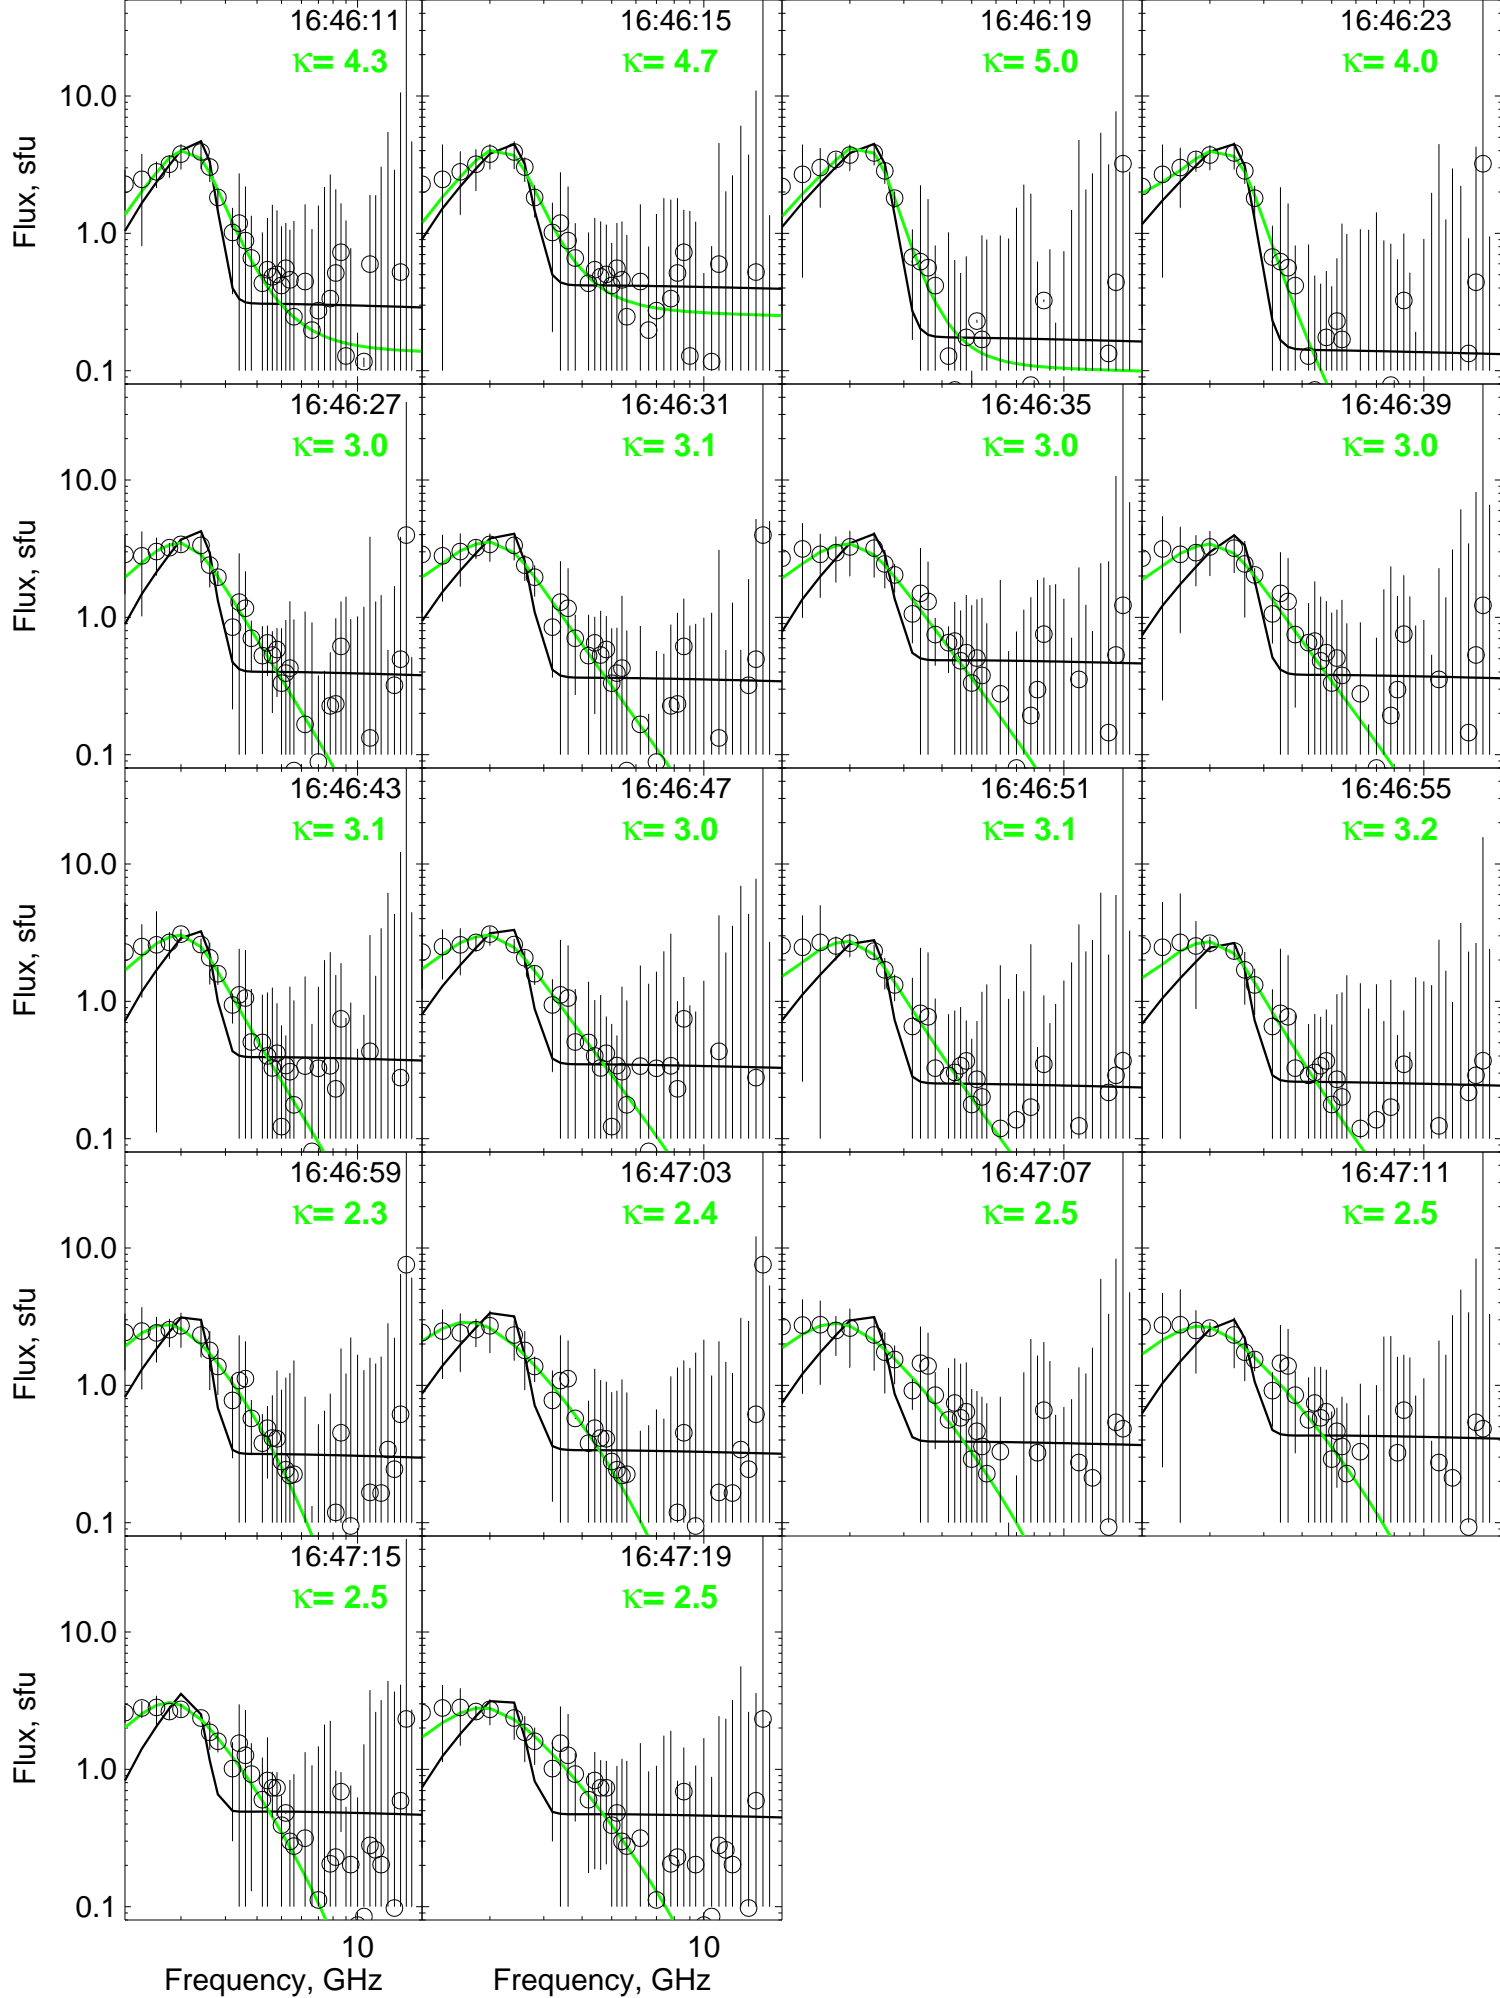 16:46:11 16:46:15 16:46:19 16:46:23
κ= 4.3 κ= 4.7 κ= 5.0 κ= 4.0
10.0
Flux, sfu
1.0
0.1
16:46:27 16:46:31 16:46:35 16:46:39
κ= 3.0 κ= 3.1 κ= 3.0 κ= 3.0
10.0
Flux, sfu
1.0
0.1
16:46:43 16:46:47 16:46:51 16:46:55
κ= 3.1 κ= 3.0 κ= 3.1 κ= 3.2
10.0
Flux, sfu
1.0
0.1
16:46:59 16:47:03 16:47:07 16:47:11
κ= 2.3 κ= 2.4 κ= 2.5 κ= 2.5
10.0
Flux, sfu
1.0
0.1
16:47:15 16:47:19
κ= 2.5 κ= 2.5
10.0
Flux, sfu
1.0
0.1
10 10
Frequency, GHz Frequency, GHz